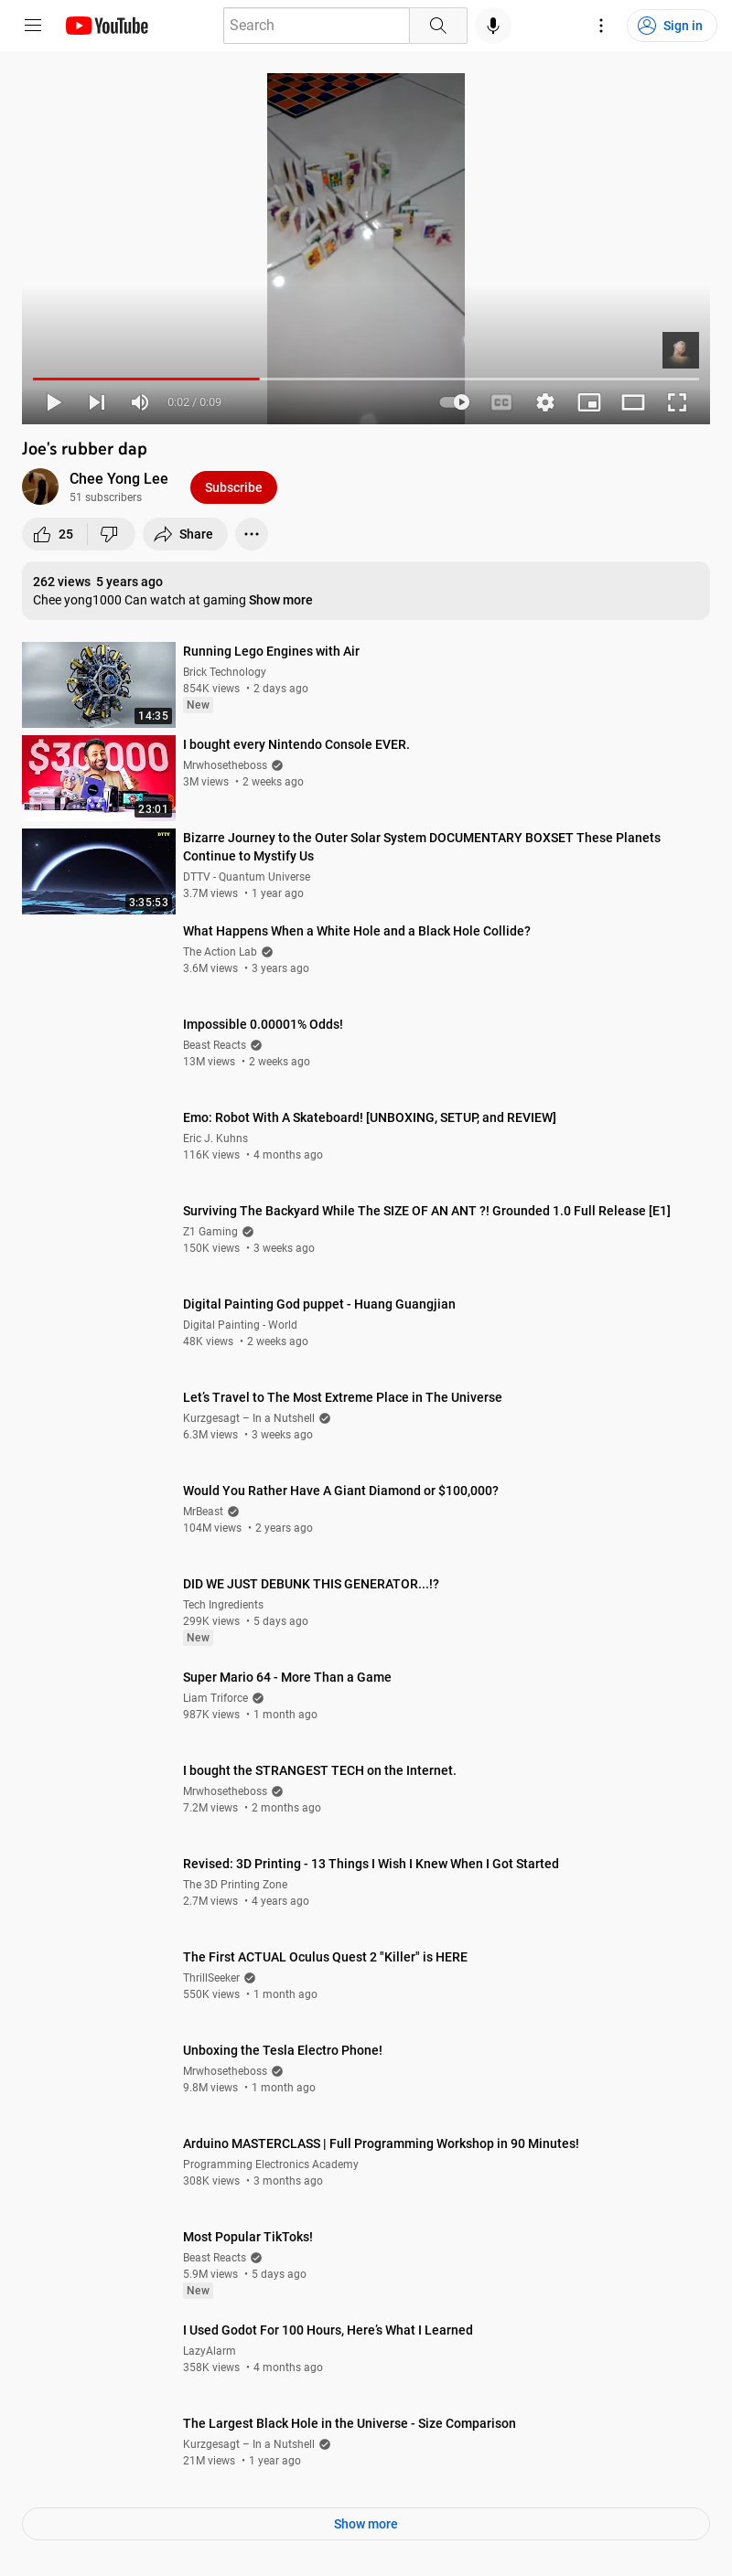 YouTube
Search
Sign in
0:02 / 0:09
CC
Joe's rubber dap
Chee Yong Lee
51 subscribers
Subscribe
25
Share
262 views 5 years ago
Chee yong1000 Can watch at gaming Show more
Running Lego Engines with Air
Brick Technology
854K views • 2 days ago
New
14:35
$30,000
23:01
I bought every Nintendo Console EVER.
Mrwhosetheboss
3M views • 2 weeks ago
DTTV
3:35:53
Bizarre Journey to the Outer Solar System DOCUMENTARY BOXSET These Planets
Continue to Mystify Us
DTTV - Quantum Universe
3.7M views • 1 year ago
What Happens When a White Hole and a Black Hole Collide?
The Action Lab
3.6M views • 3 years ago
Impossible 0.00001% Odds!
Beast Reacts
13M views • 2 weeks ago
Emo: Robot With A Skateboard! [UNBOXING, SETUP, and REVIEW]
Eric J. Kuhns
116K views • 4 months ago
Surviving The Backyard While The SIZE OF AN ANT ?! Grounded 1.0 Full Release [E1]
Z1 Gaming
150K views • 3 weeks ago
Digital Painting God puppet - Huang Guangjian
Digital Painting - World
48K views • 2 weeks ago
Let’s Travel to The Most Extreme Place in The Universe
Kurzgesagt – In a Nutshell
6.3M views • 3 weeks ago
Would You Rather Have A Giant Diamond or $100,000?
MrBeast
104M views • 2 years ago
DID WE JUST DEBUNK THIS GENERATOR...!?
Tech Ingredients
299K views • 5 days ago
New
Super Mario 64 - More Than a Game
Liam Triforce
987K views • 1 month ago
I bought the STRANGEST TECH on the Internet.
Mrwhosetheboss
7.2M views • 2 months ago
Revised: 3D Printing - 13 Things I Wish I Knew When I Got Started
The 3D Printing Zone
2.7M views • 4 years ago
The First ACTUAL Oculus Quest 2 "Killer" is HERE
ThrillSeeker
550K views • 1 month ago
Unboxing the Tesla Electro Phone!
Mrwhosetheboss
9.8M views • 1 month ago
Arduino MASTERCLASS | Full Programming Workshop in 90 Minutes!
Programming Electronics Academy
308K views • 3 months ago
Most Popular TikToks!
Beast Reacts
5.9M views • 5 days ago
New
I Used Godot For 100 Hours, Here’s What I Learned
LazyAlarm
358K views • 4 months ago
The Largest Black Hole in the Universe - Size Comparison
Kurzgesagt – In a Nutshell
21M views • 1 year ago
Show more